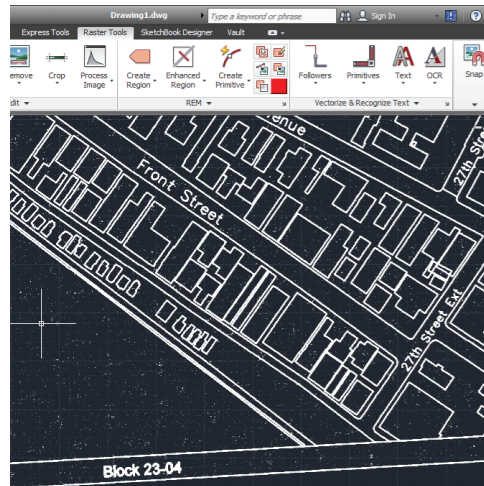 Drawing1.dwg Type a keyword or phrase Sign In
Express Tools Raster Tools SketchBook Designer Vault
emove Crop Process Image Create Region Enhanced Region Create Primitive Followers Primitives Text OCR Snap
dit REM Vectorize & Recognize Text
enue
27th Str
Front Street
27th Street Ext
Block 23-04